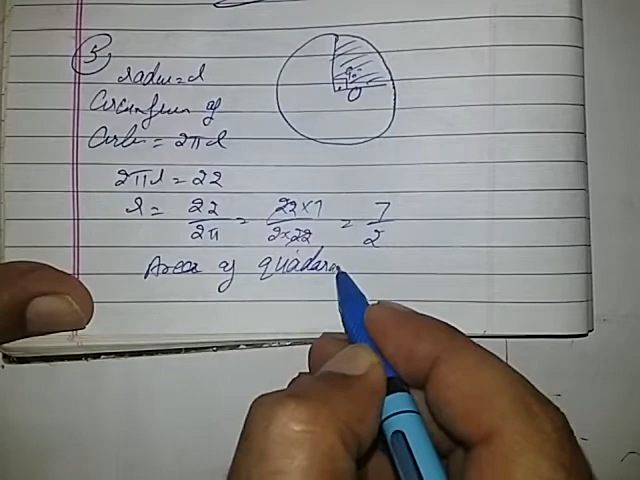 5
radius = r
Circumference of
Circle = 2πr
2πr = 22
r = 22/2π = 22×7/2×22 = 7/2
Area of quadaran
90°
O